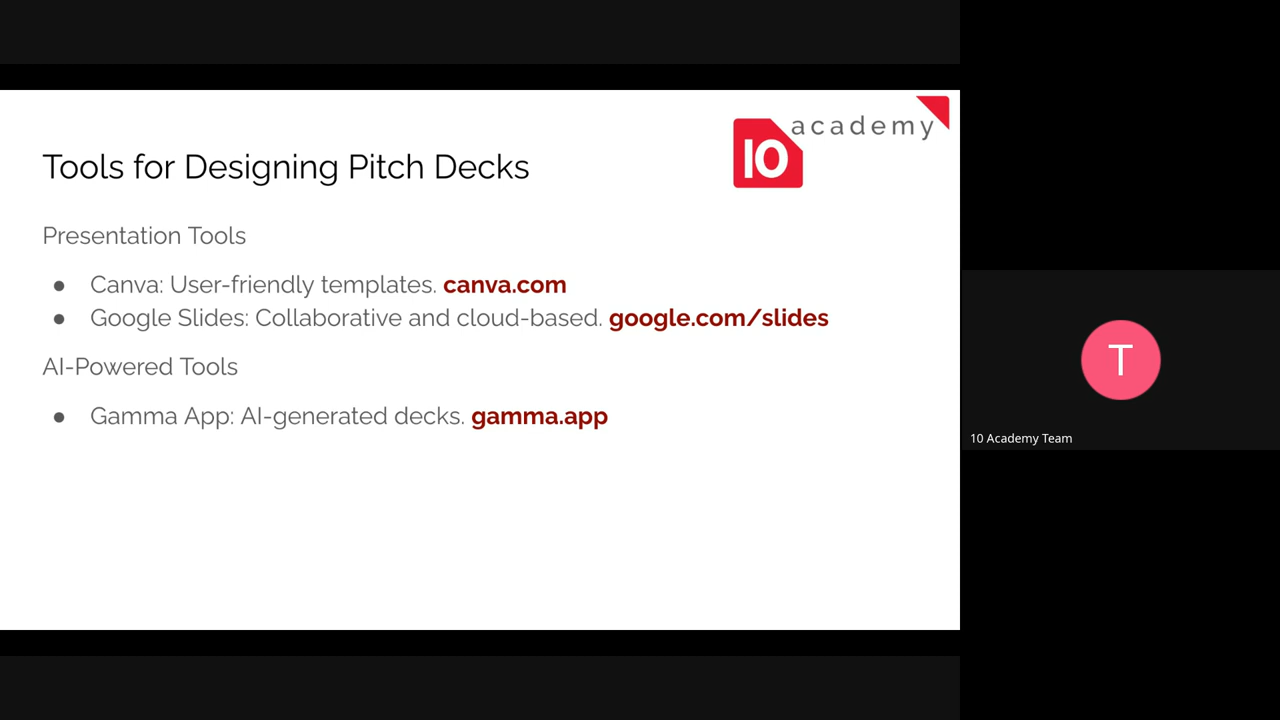 10 academy
Tools for Designing Pitch Decks
Presentation Tools
● Canva: User-friendly templates. canva.com
● Google Slides: Collaborative and cloud-based. google.com/slides
AI-Powered Tools
● Gamma App: AI-generated decks. gamma.app
T
10 Academy Team